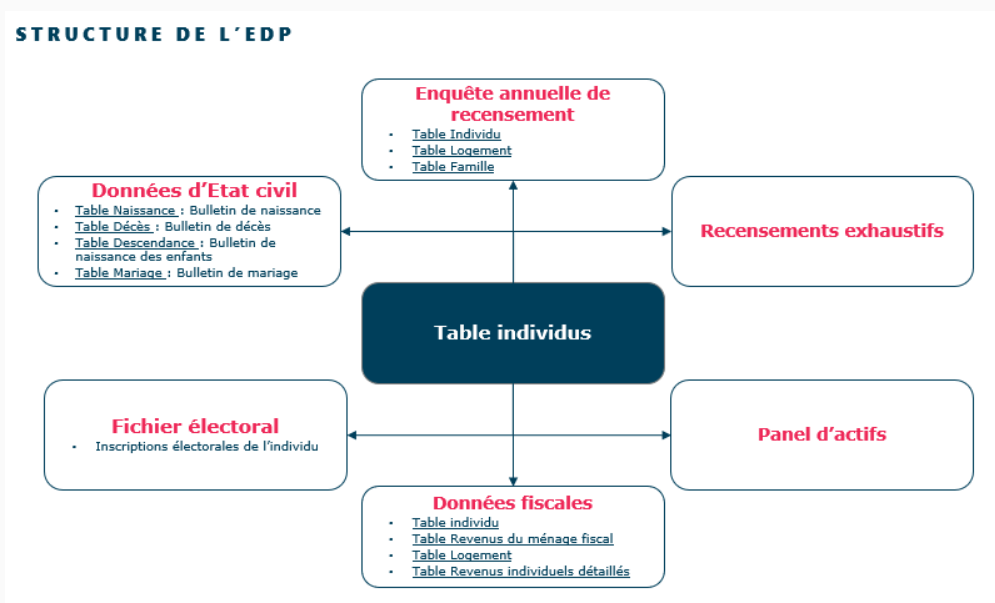 STRUCTURE DE L'EDP
Enquête annuelle de
recensement
• Table Individu
• Table Logement
• Table Famille
Données d'Etat civil
• Table Naissance : Bulletin de naissance
• Table Décès : Bulletin de décès
• Table Descendance : Bulletin de
naissance des enfants
• Table Mariage : Bulletin de mariage
Recensements exhaustifs
Table individus
Fichier électoral
• Inscriptions électorales de l'individu
Panel d'actifs
Données fiscales
• Table individu
• Table Revenus du ménage fiscal
• Table Logement
• Table Revenus individuels détaillés